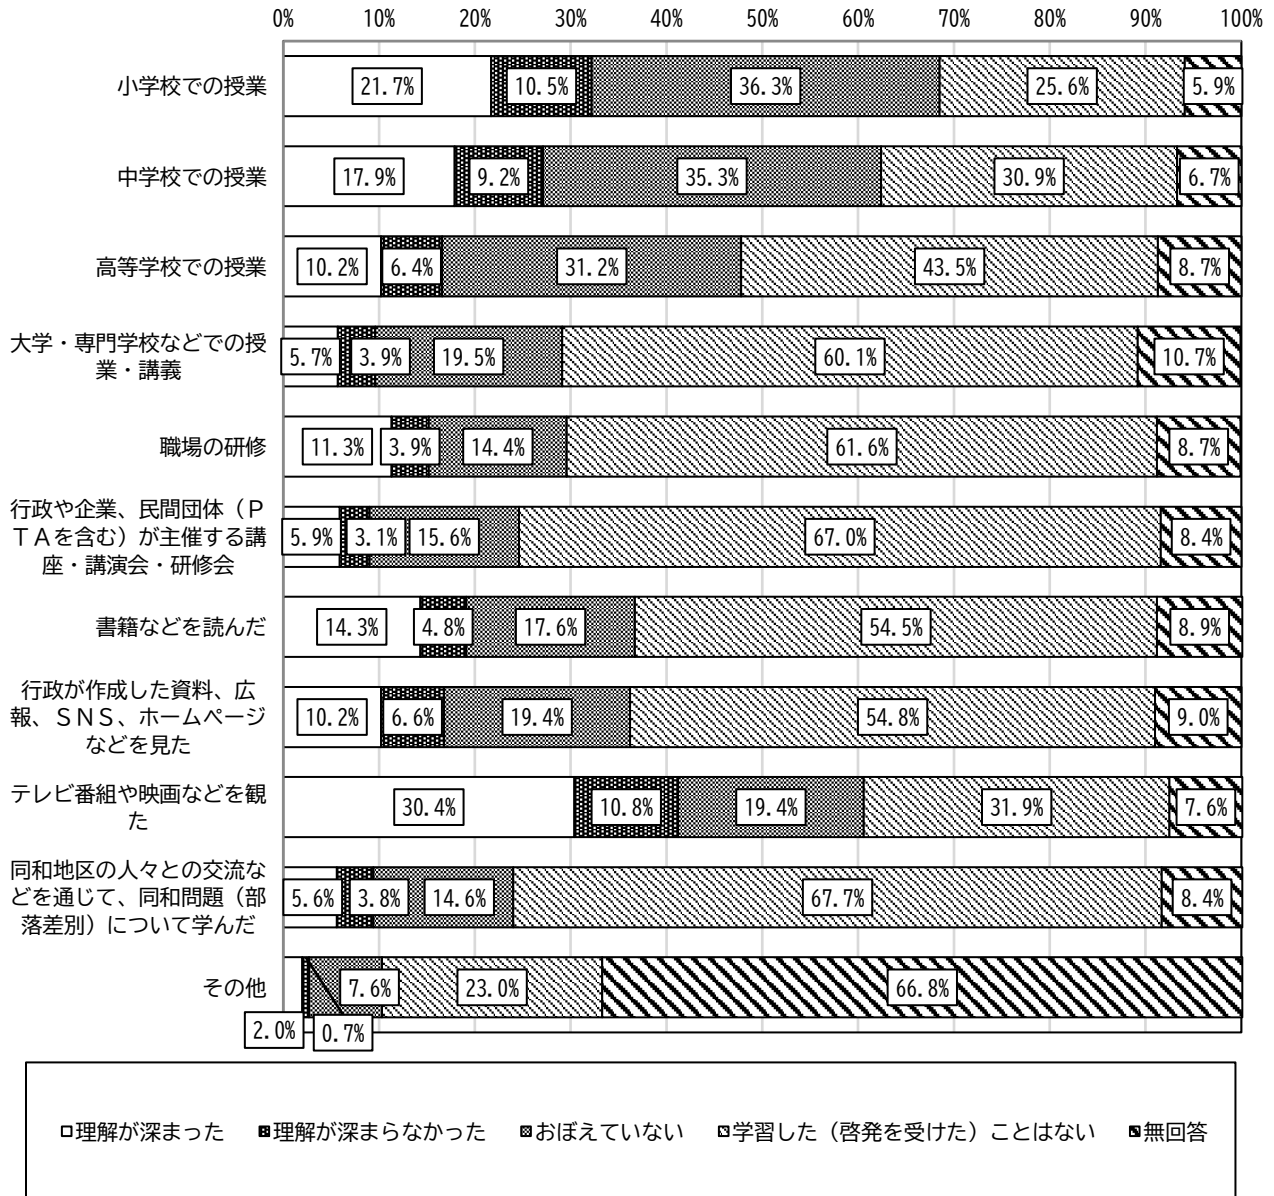 0% 10% 20% 30% 40% 50% 60% 70% 80% 90% 100%
小学校での授業
21.7% 10.5% 36.3% 25.6% 5.9%
中学校での授業
17.9% 9.2% 35.3% 30.9% 6.7%
高等学校での授業
10.2% 6.4% 31.2% 43.5% 8.7%
大学・専門学校などでの授
業・講義
5.7% 3.9% 19.5% 60.1% 10.7%
職場の研修
11.3% 3.9% 14.4% 61.6% 8.7%
行政や企業、民間団体(P
TAを含む)が主催する講
座・講演会・研修会
5.9% 3.1% 15.6% 67.0% 8.4%
書籍などを読んだ
14.3% 4.8% 17.6% 54.5% 8.9%
行政が作成した資料、広
報、SNS、ホームページ
などを見た
10.2% 6.6% 19.4% 54.8% 9.0%
テレビ番組や映画などを観
た
30.4% 10.8% 19.4% 31.9% 7.6%
同和地区の人々との交流な
どを通じて、同和問題(部
落差別)について学んだ
5.6% 3.8% 14.6% 67.7% 8.4%
その他
7.6% 23.0% 66.8%
2.0% 0.7%
理解が深まった 理解が深まらなかった おぼえていない 学習した(啓発を受けた)ことはない 無回答